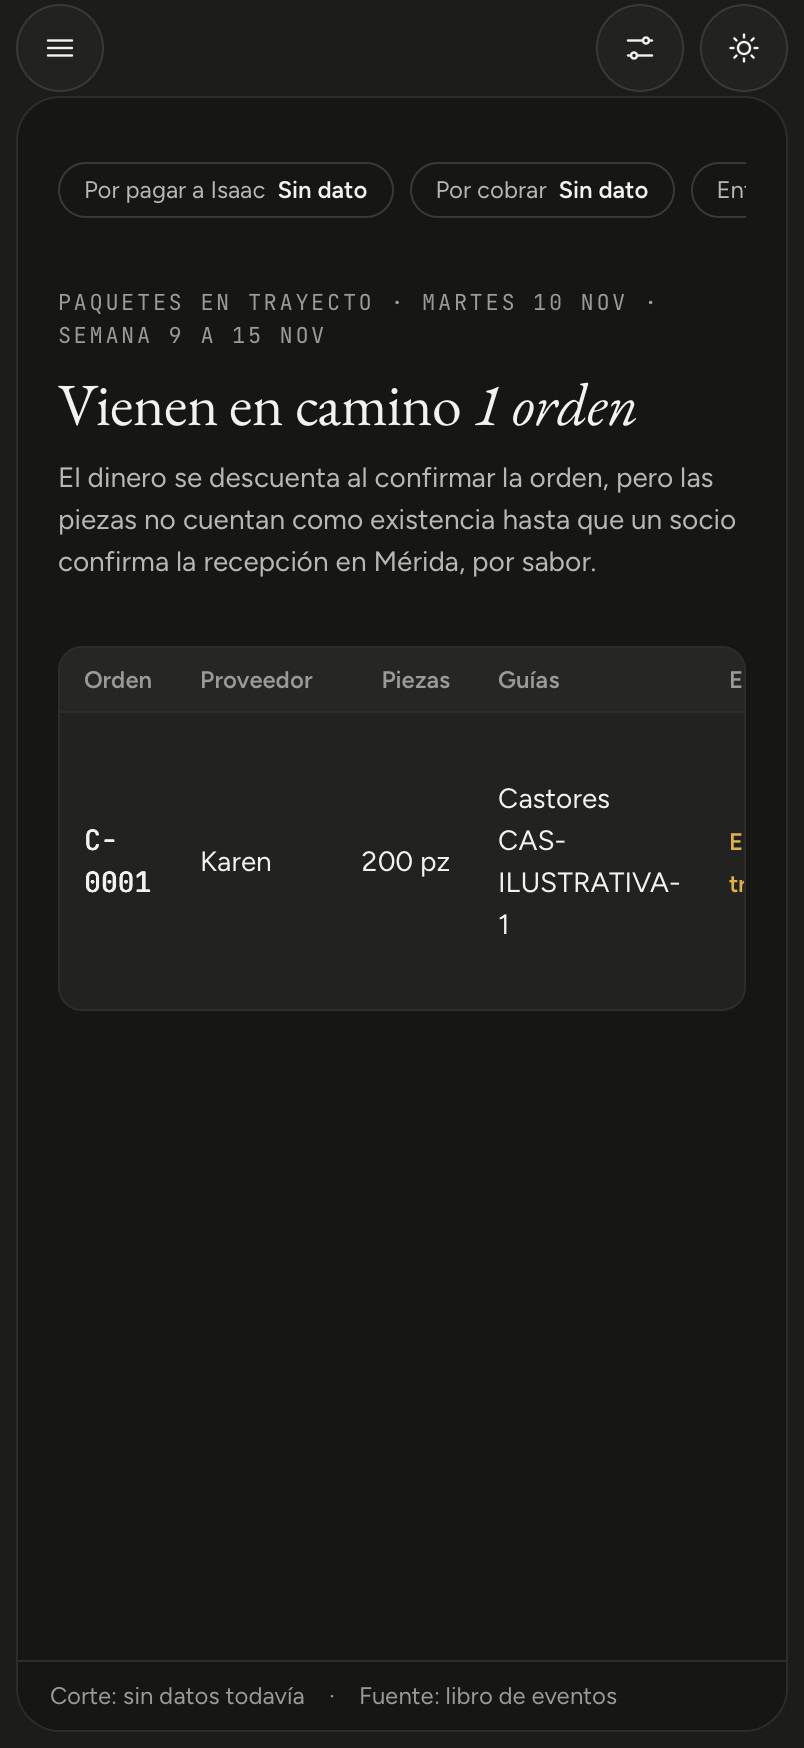 Por pagar a Isaac Sin dato
Por cobrar Sin dato
PAQUETES EN TRAYECTO · MARTES 10 NOV ·
SEMANA 9 A 15 NOV
Vienen en camino 1 orden
El dinero se descuenta al confirmar la orden, pero las
piezas no cuentan como existencia hasta que un socio
confirma la recepción en Mérida, por sabor.
Orden Proveedor Piezas Guías
C-
0001
Karen
200 pz
Castores
CAS-
ILUSTRATIVA-
1
Corte: sin datos todavía · Fuente: libro de eventos